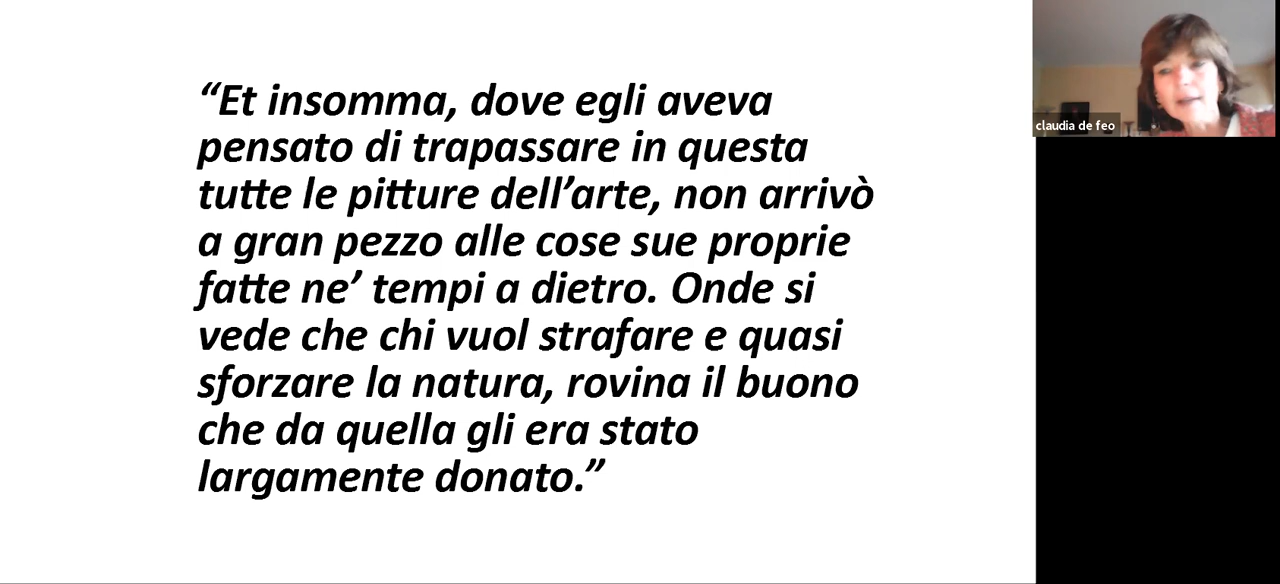 “Et insomma, dove egli aveva
pensato di trapassare in questa
tutte le pitture dell’arte, non arrivò
a gran pezzo alle cose sue proprie
fatte ne’ tempi a dietro. Onde si
vede che chi vuol strafare e quasi
sforzare la natura, rovina il buono
che da quella gli era stato
largamente donato.”
claudia de feo